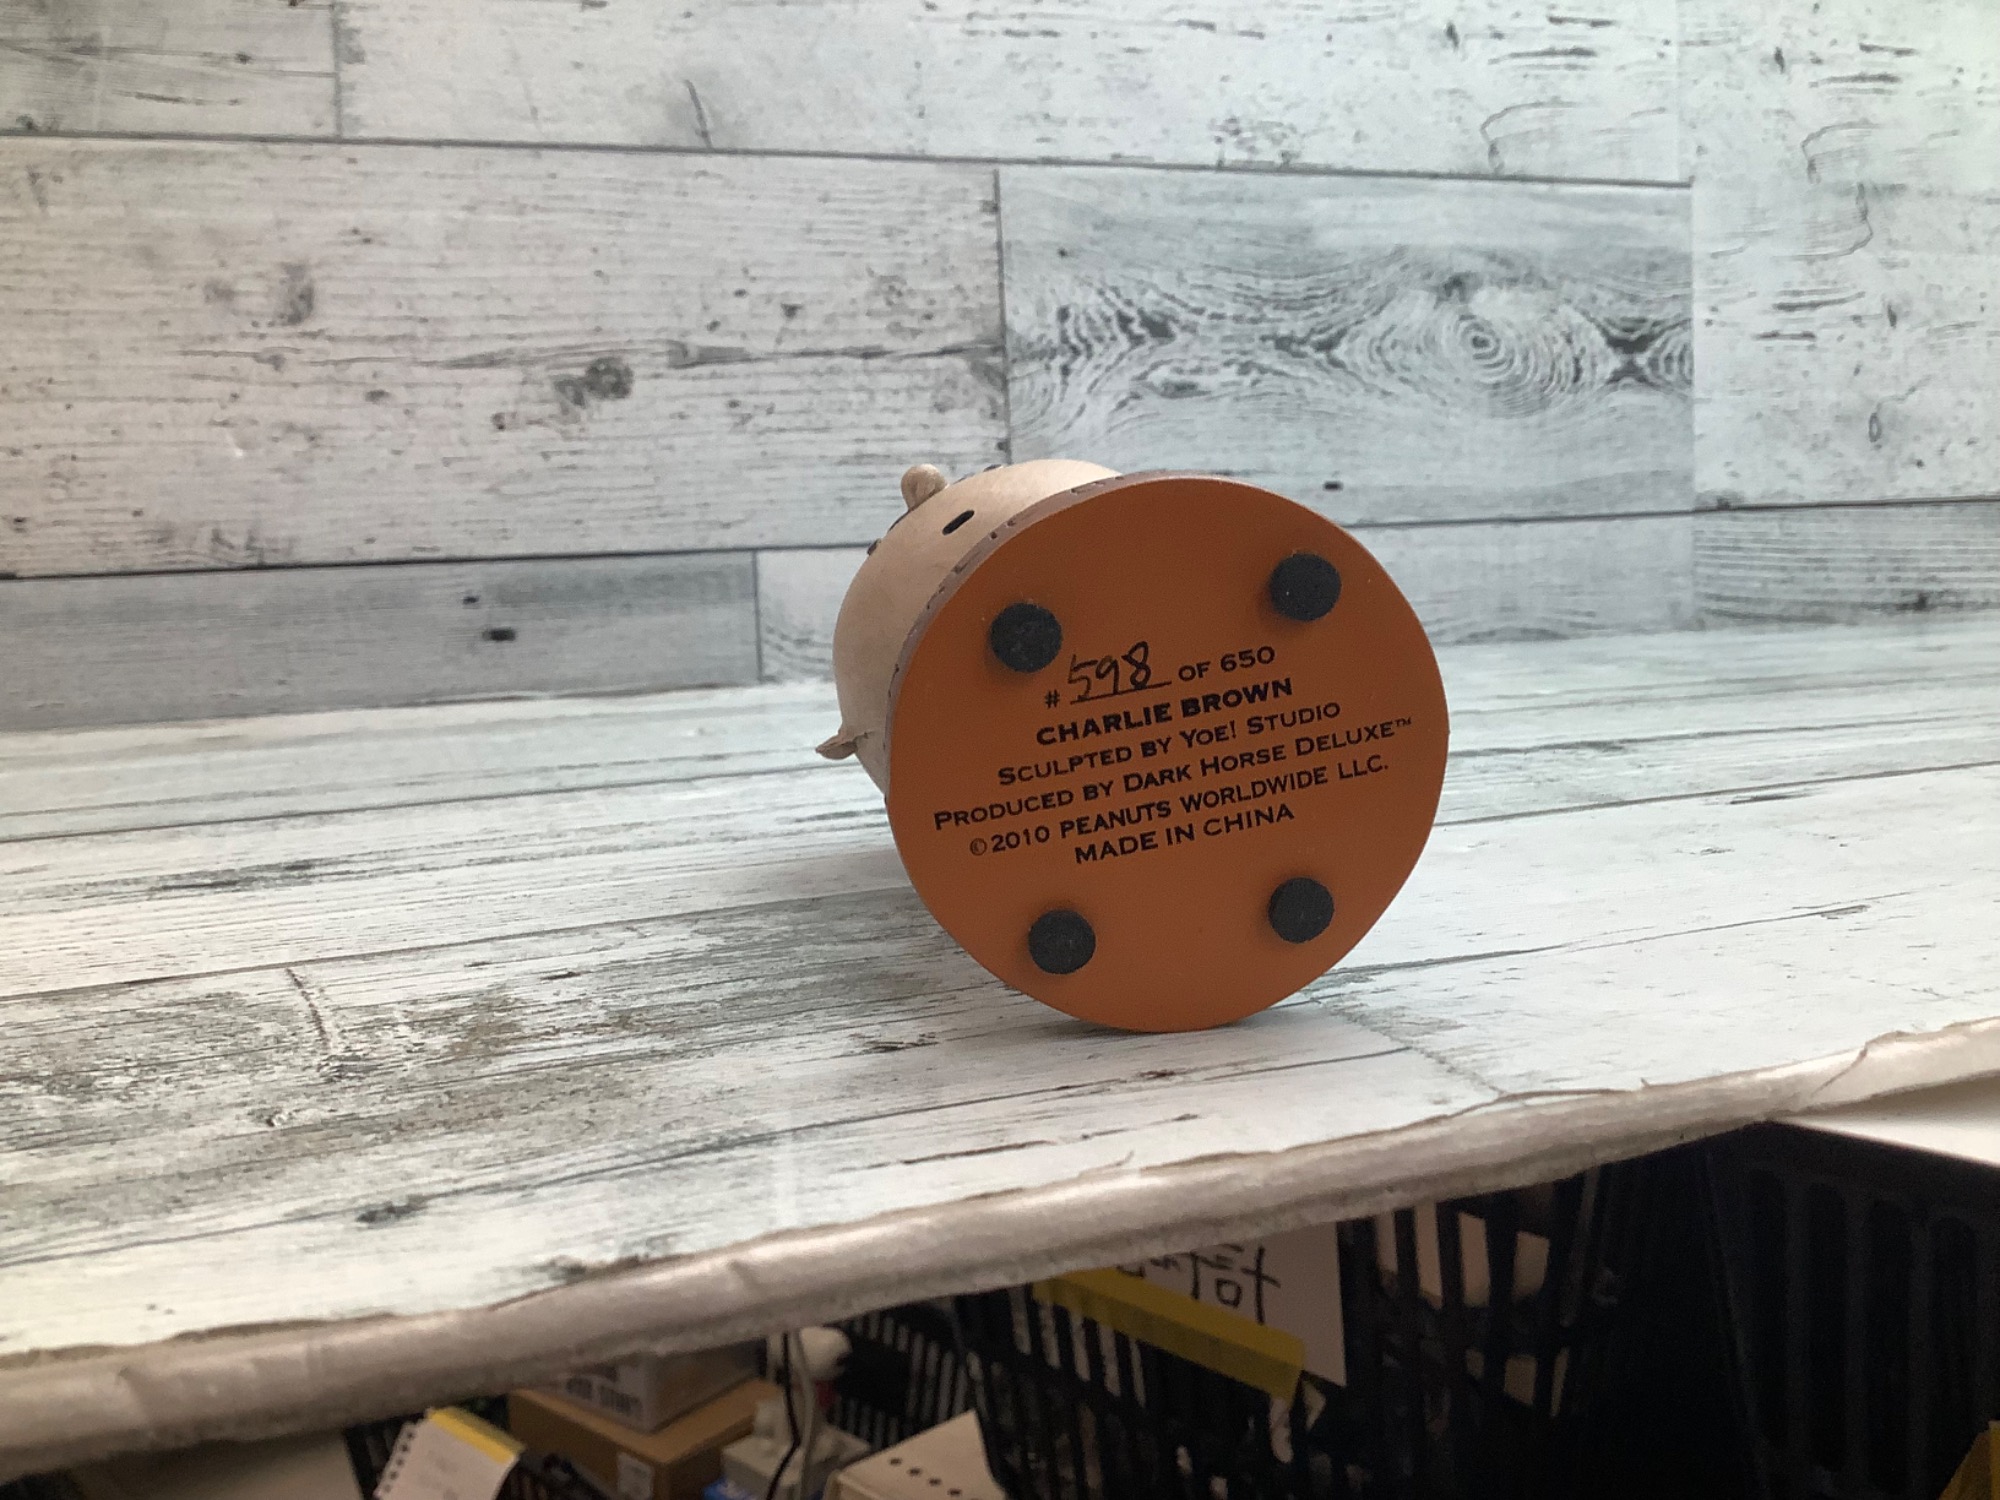 # 598 OF 650
CHARLIE BROWN
SCULPTED BY YOE! STUDIO
PRODUCED BY DARK HORSE DELUXE™
©2010 PEANUTS WORLDWIDE LLC.
MADE IN CHINA